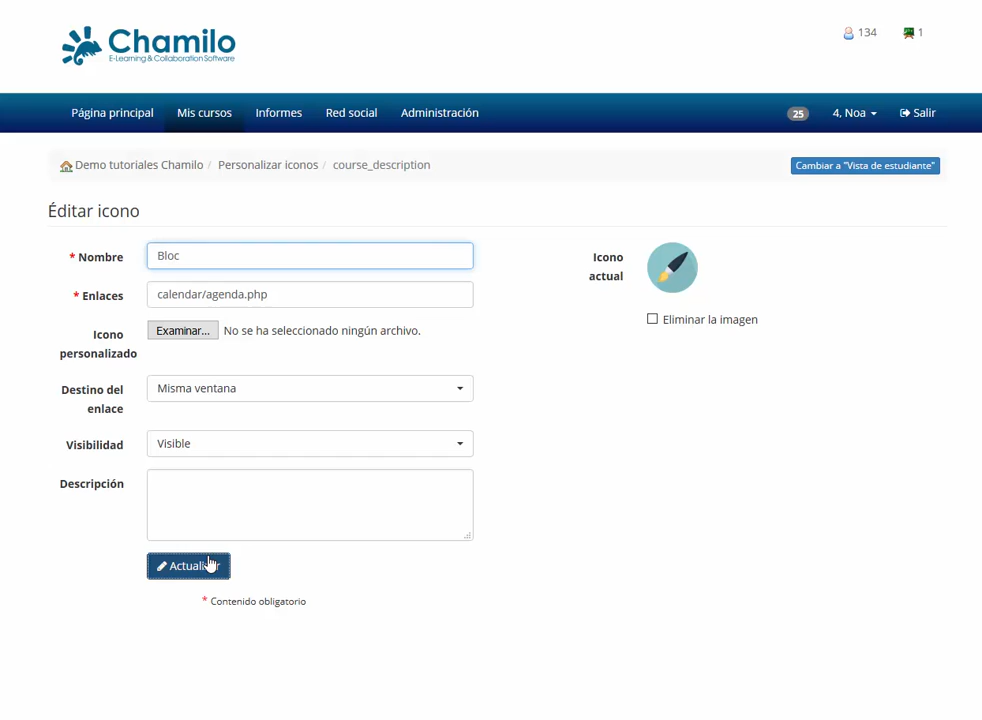 Chamilo
E-Learning & Collaboration Software
134
1
Página principal Mis cursos Informes Red social Administración 25 4, Noa Salir
Demo tutoriales Chamilo / Personalizar iconos / course_description Cambiar a "Vista de estudiante"
Éditar icono
* Nombre Bloc
Icono actual
* Enlaces calendar/agenda.php
Eliminar la imagen
Icono personalizado Examinar... No se ha seleccionado ningún archivo.
Destino del enlace Misma ventana
Visibilidad Visible
Descripción
Actualizar
* Contenido obligatorio